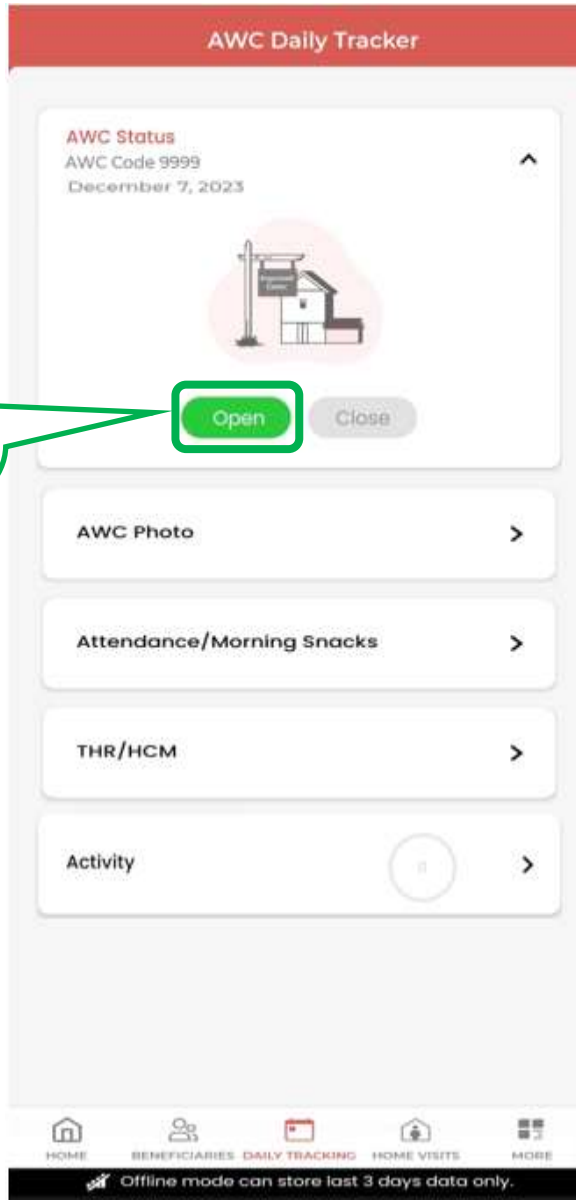 AWC Daily Tracker
AWC Status
AWC Code 9999
December 7, 2023
Open
Close
AWC Photo
Attendance/Morning Snacks
THR/HCM
Activity
HOME
BENEFICIARIES
DAILY TRACKING
HOME VISITS
MORE
Offline mode can store last 3 days data only.